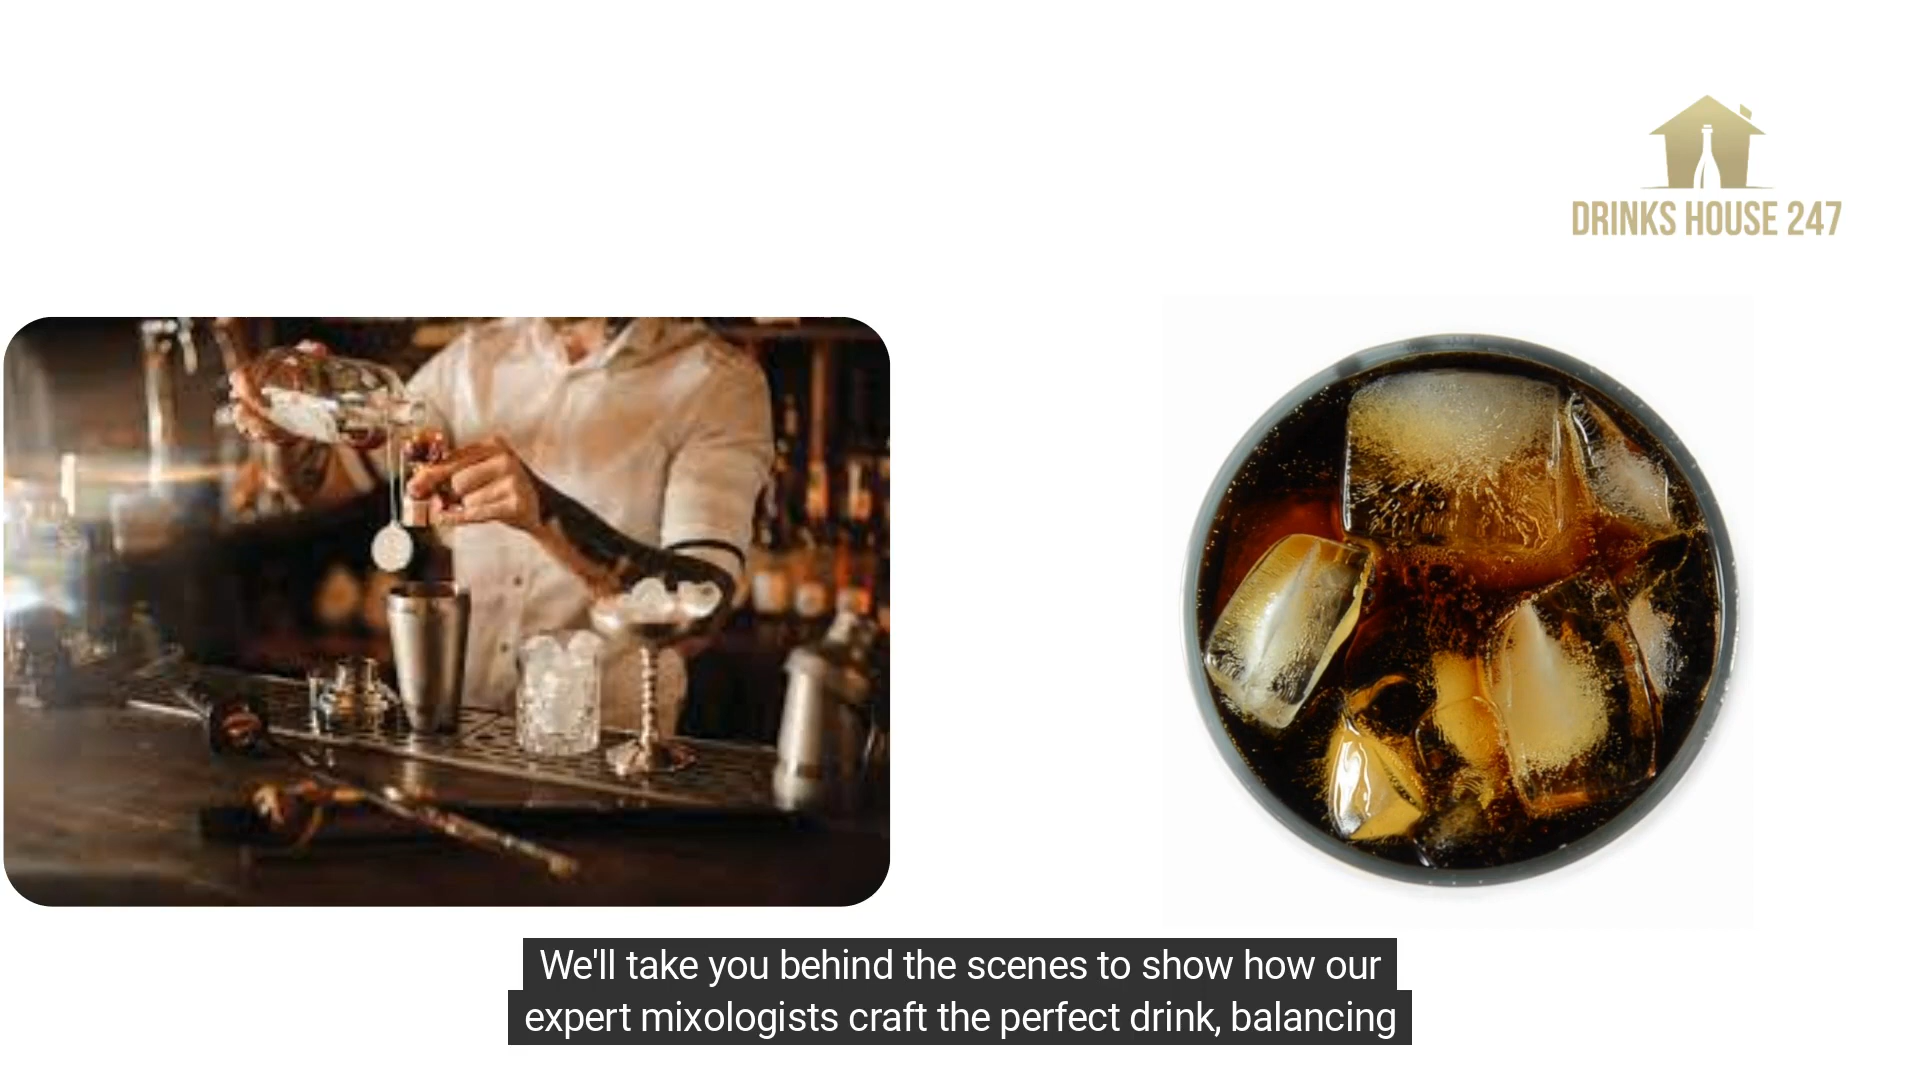 DRINKS HOUSE 247
We'll take you behind the scenes to show how our
expert mixologists craft the perfect drink, balancing